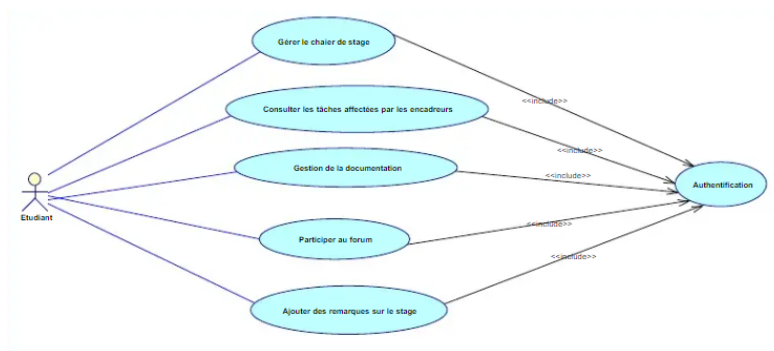 Gérer le chaier de stage
<<include>>
Consulter les tâches affectées par les encadreurs
<<include>>
Gestion de la documentation
<<include>>
Authentification
Etudiant
<<include>>
Participer au forum
<<include>>
Ajouter des remarques sur le stage